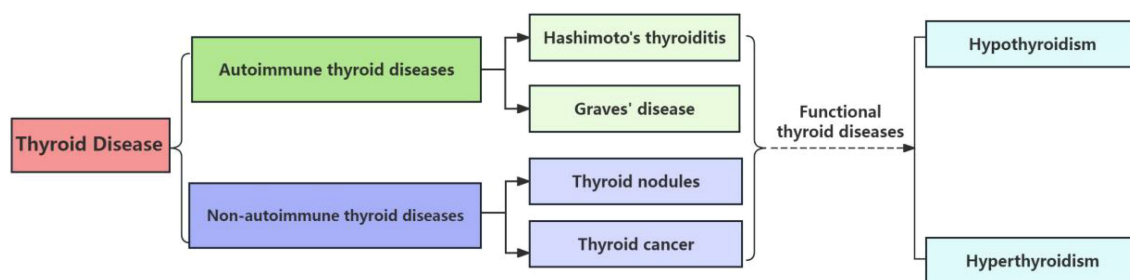 Thyroid Disease
Autoimmune thyroid diseases
Hashimoto's thyroiditis
Graves' disease
Non-autoimmune thyroid diseases
Thyroid nodules
Thyroid cancer
Functional
thyroid diseases
Hypothyroidism
Hyperthyroidism